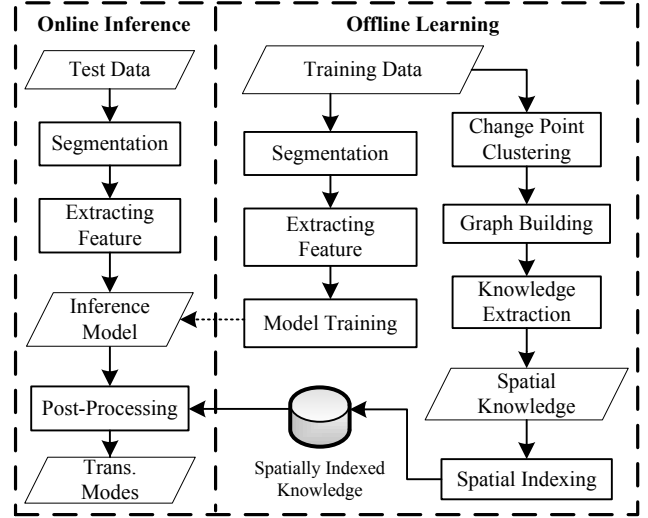 Online Inference
Test Data
Segmentation
Extracting
Feature
Inference
Model
Post-Processing
Trans.
Modes
Offline Learning
Training Data
Segmentation
Extracting
Feature
Model Training
Change Point
Clustering
Graph Building
Knowledge
Extraction
Spatial
Knowledge
Spatial Indexing
Spatially Indexed
Knowledge